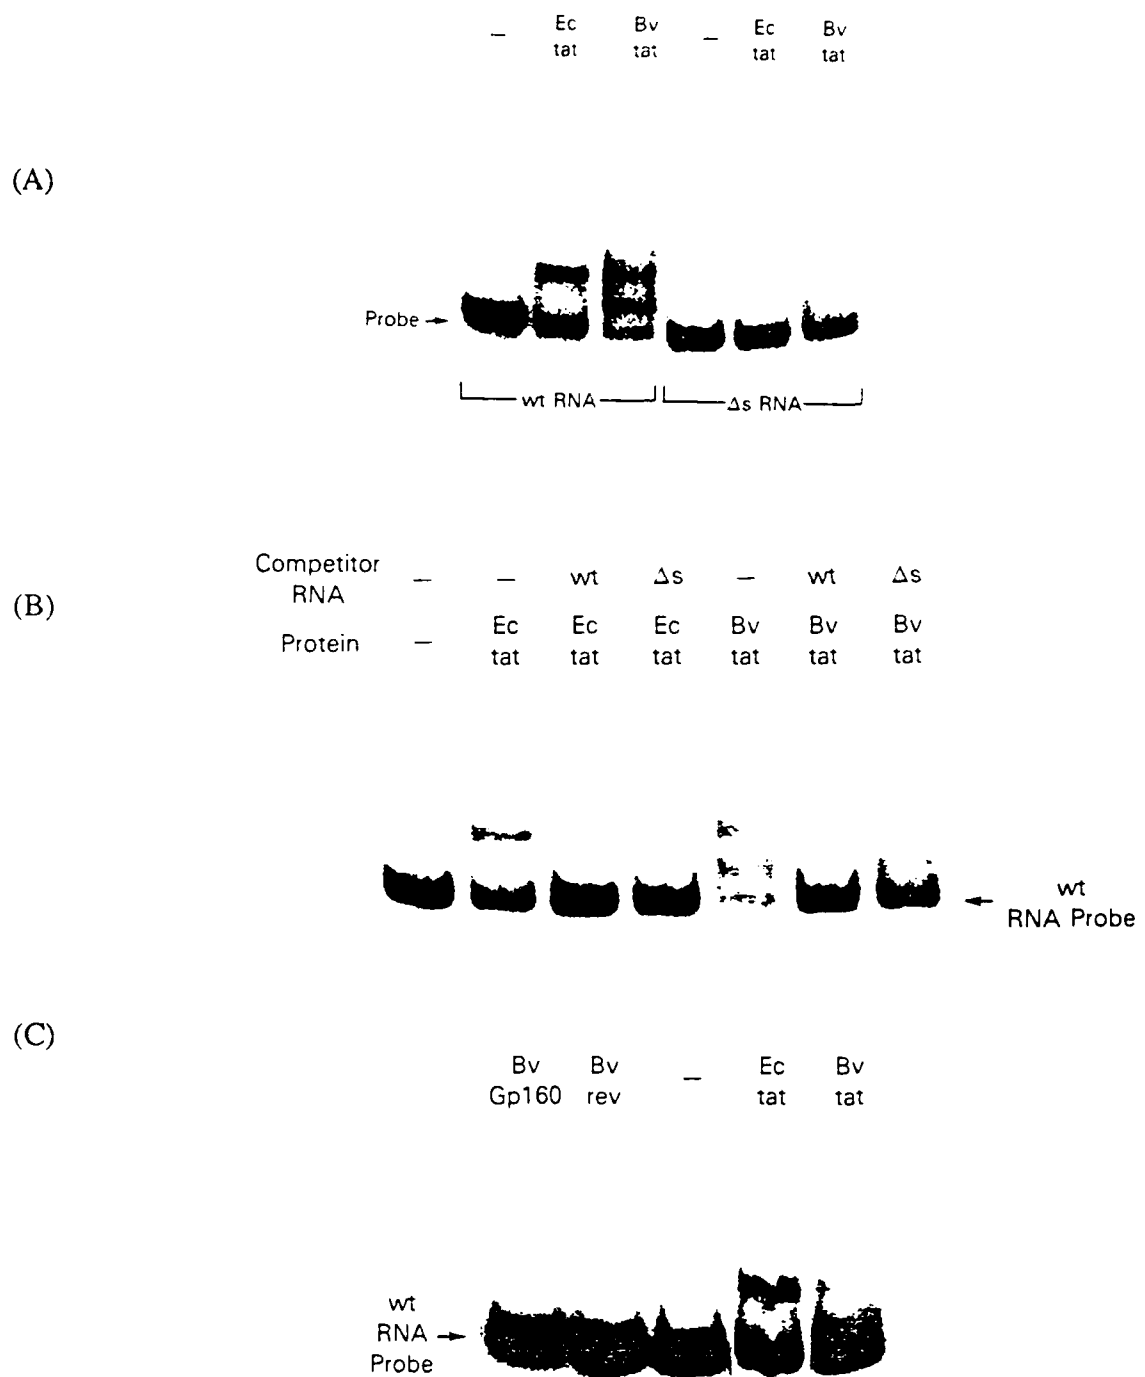 – Ec Bv – Ec Bv
tat tat tat tat
(A)
Probe →
wt RNA Δs RNA
Competitor
RNA – – wt Δs – wt Δs
(B)
Protein – Ec Ec Ec Bv Bv Bv
tat tat tat tat tat tat
wt
RNA Probe
(C)
Bv Bv – Ec Bv
Gp160 rev tat tat
wt
RNA →
Probe